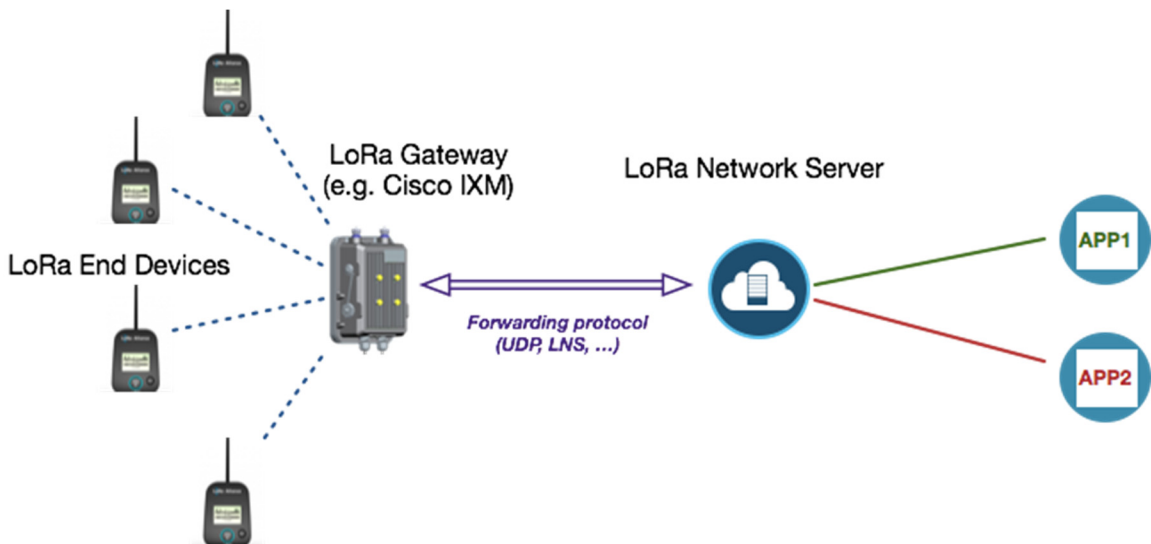 LoRa Gateway
(e.g. Cisco IXM)
LoRa Network Server
APP1
LoRa End Devices
Forwarding protocol
(UDP, LNS, ...)
APP2